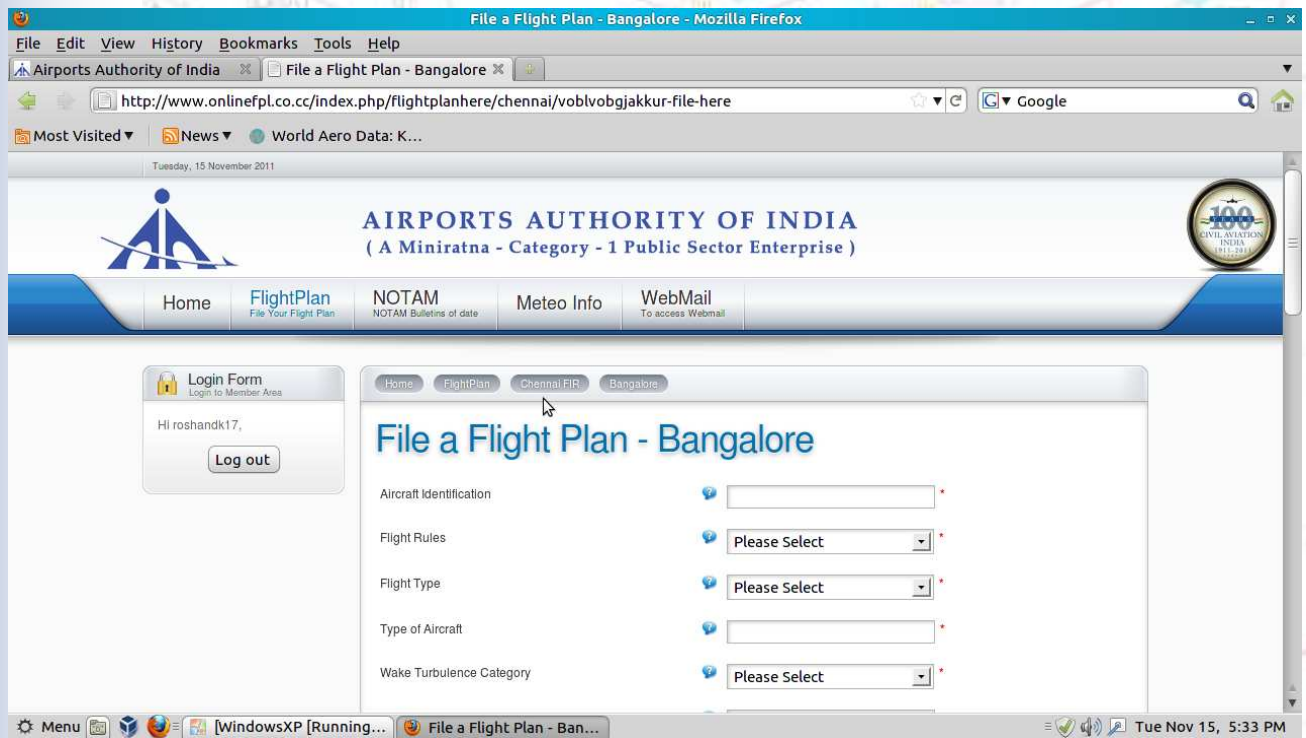 File a Flight Plan - Bangalore - Mozilla Firefox
File Edit View History Bookmarks Tools Help
Airports Authority of India File a Flight Plan - Bangalore
http://www.onlinefpl.co.cc/index.php/flightplanhere/chennai/voblvobgjakkur-file-here Google
Most Visited News World Aero Data: K...
Tuesday, 15 November 2011
AIRPORTS AUTHORITY OF INDIA
( A Miniratna - Category - 1 Public Sector Enterprise )
100
YEARS
CIVIL AVIATION
INDIA
1911-2011
Home FlightPlan NOTAM Meteo Info WebMail
File Your Flight Plan NOTAM Bulletins of date To access Webmail
Login Form
Login to Member Area
Hi roshandk17,
Log out
Home FlightPlan Chennai FIR Bangalore
File a Flight Plan - Bangalore
Aircraft Identification *
Flight Rules Please Select *
Flight Type Please Select *
Type of Aircraft *
Wake Turbulence Category Please Select *
Menu [WindowsXP [Running... File a Flight Plan - Ban... Tue Nov 15, 5:33 PM